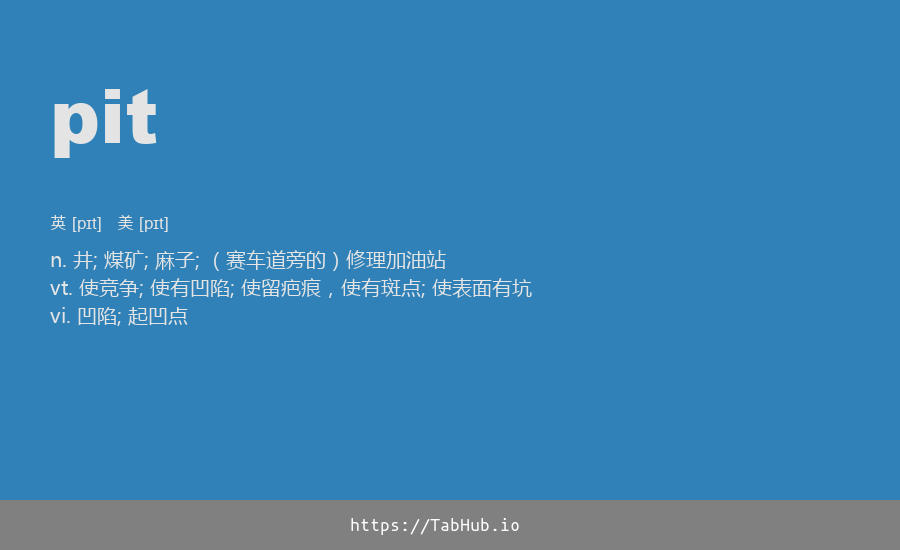 pit
英 [pɪt] 美 [pɪt]
n. 井; 煤矿; 麻子; （赛车道旁的）修理加油站
vt. 使竞争; 使有凹陷; 使留疤痕，使有斑点; 使表面有坑
vi. 凹陷; 起凹点
https://TabHub.io